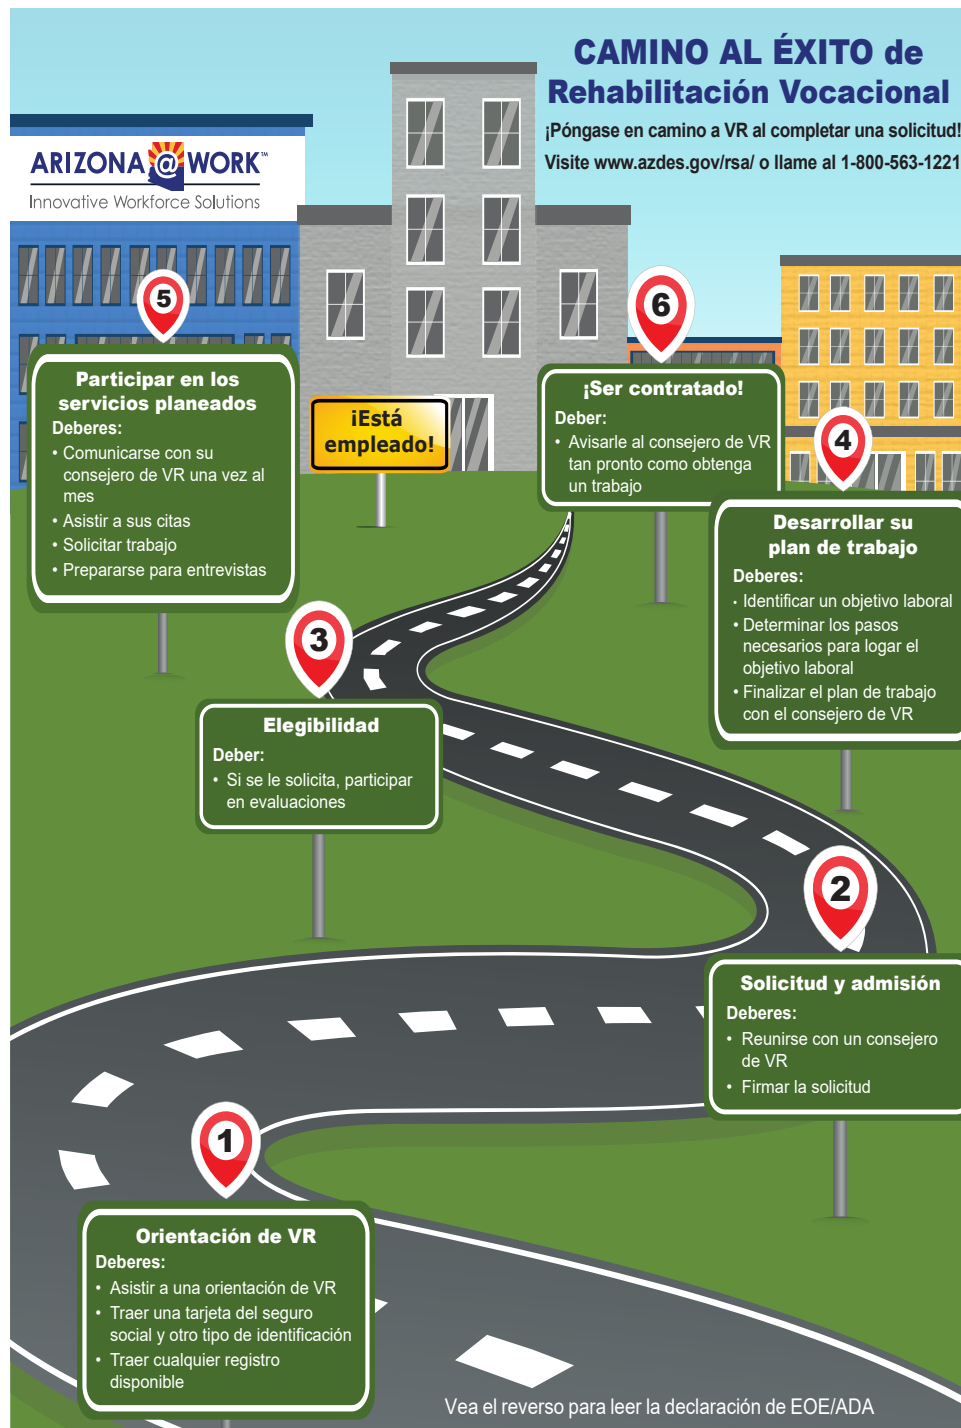 CAMINO AL ÉXITO de
Rehabilitación Vocacional
¡Póngase en camino a VR al completar una solicitud!
Visite www.azdes.gov/rsa/ o llame al 1-800-563-1221
ARIZONA @ WORK™
Innovative Workforce Solutions
5
Participar en los
servicios planeados
Deberes:
• Comunicarse con su
consejero de VR una vez al
mes
• Asistir a sus citas
• Solicitar trabajo
• Prepararse para entrevistas
¡Está
empleado!
6
¡Ser contratado!
Deber:
• Avisarle al consejero de VR
tan pronto como obtenga
un trabajo
4
Desarrollar su
plan de trabajo
Deberes:
• Identificar un objetivo laboral
• Determinar los pasos
necesarios para logar el
objetivo laboral
• Finalizar el plan de trabajo
con el consejero de VR
3
Elegibilidad
Deber:
• Si se le solicita, participar
en evaluaciones
2
Solicitud y admisión
Deberes:
• Reunirse con un consejero
de VR
• Firmar la solicitud
1
Orientación de VR
Deberes:
• Asistir a una orientación de VR
• Traer una tarjeta del seguro
social y otro tipo de identificación
• Traer cualquier registro
disponible
Vea el reverso para leer la declaración de EOE/ADA